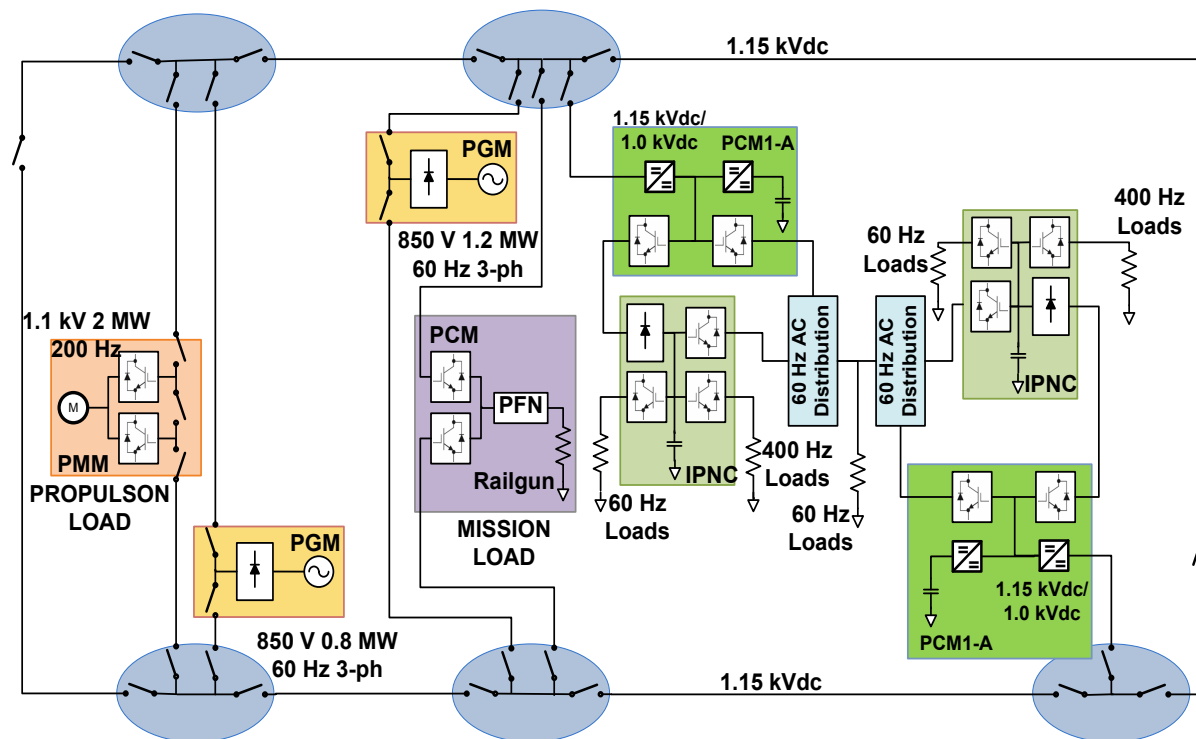 1.15 kVdc
1.15 kVdc/
1.0 kVdc
PCM1-A
PGM
850 V 1.2 MW
60 Hz 3-ph
400 Hz
Loads
60 Hz
Loads
IPNC
1.1 kV 2 MW
200 Hz
M
PMM
PROPULSON
LOAD
PCM
PFN
Railgun
MISSION
LOAD
60 Hz AC
Distribution
60 Hz AC
Distribution
IPNC
400 Hz
Loads
60 Hz
Loads
60 Hz
Loads
PGM
850 V 0.8 MW
60 Hz 3-ph
1.15 kVdc/
1.0 kVdc
PCM1-A
1.15 kVdc